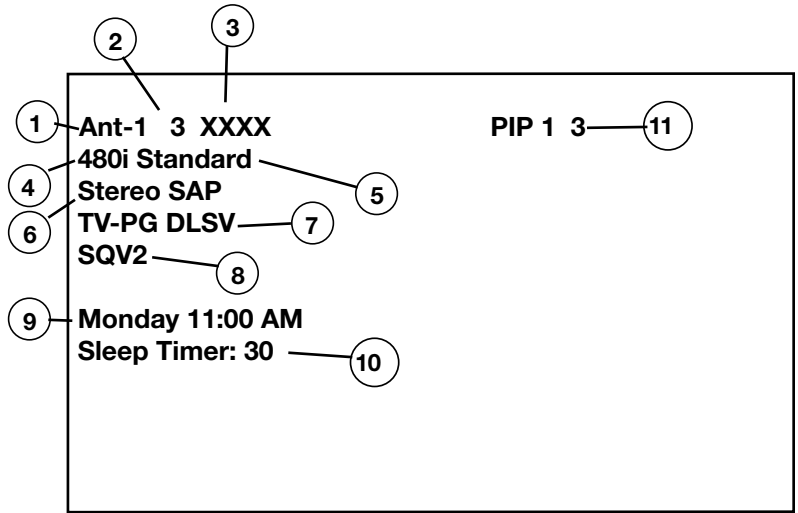 2 3
1 Ant-1 3 XXXX PIP 1 3 11
4 480i Standard 5
6 Stereo SAP
TV-PG DLSV 7
SQV2 8
9 Monday 11:00 AM
Sleep Timer: 30 10